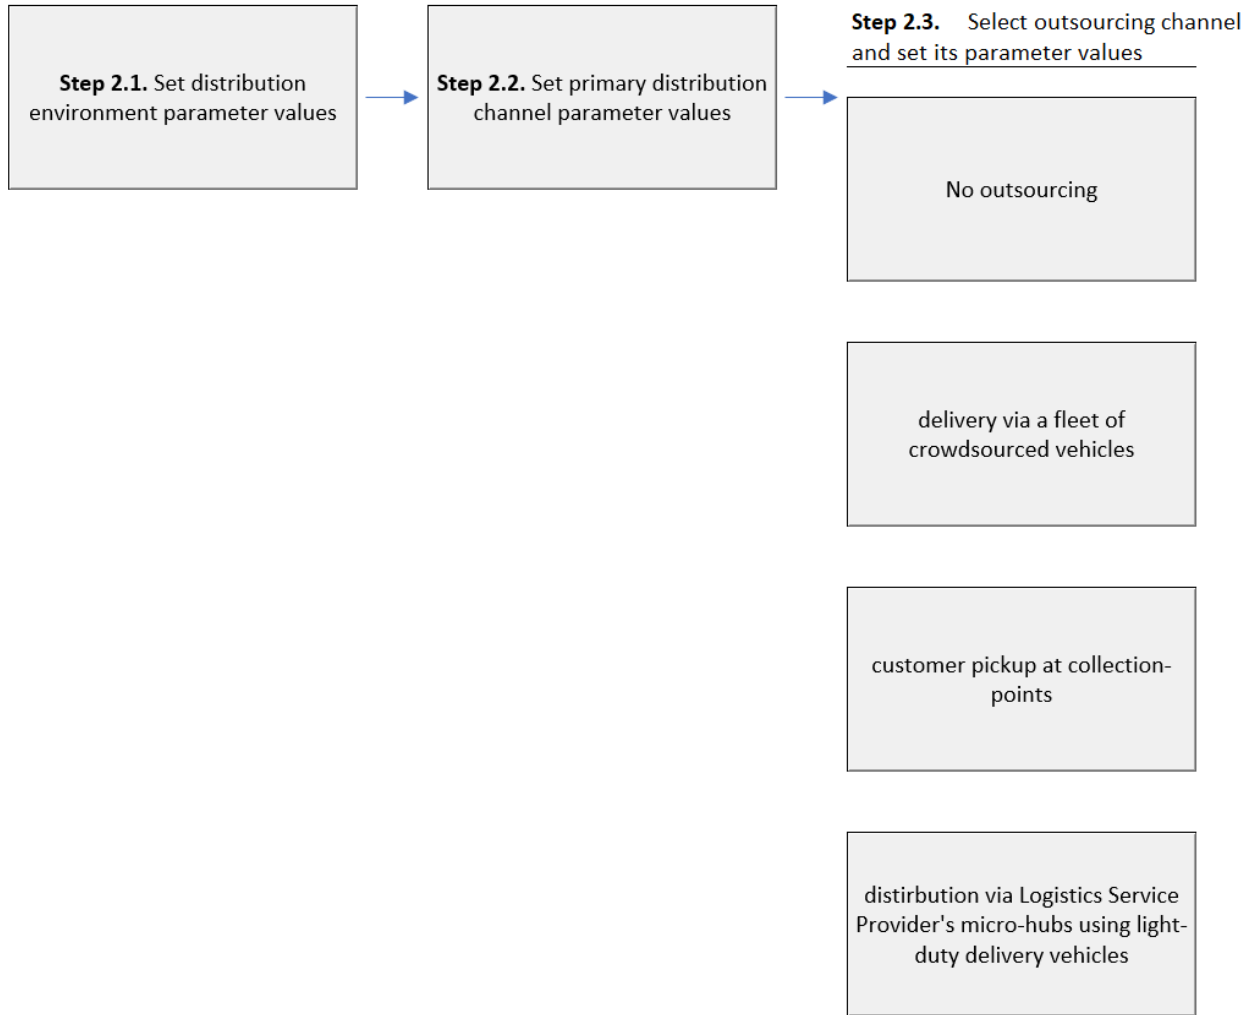 Step 2.1. Set distribution
environment parameter values
Step 2.2. Set primary distribution
channel parameter values
Step 2.3. Select outsourcing channel
and set its parameter values
No outsourcing
delivery via a fleet of
crowdsourced vehicles
customer pickup at collection-
points
distirbution via Logistics Service
Provider's micro-hubs using light-
duty delivery vehicles